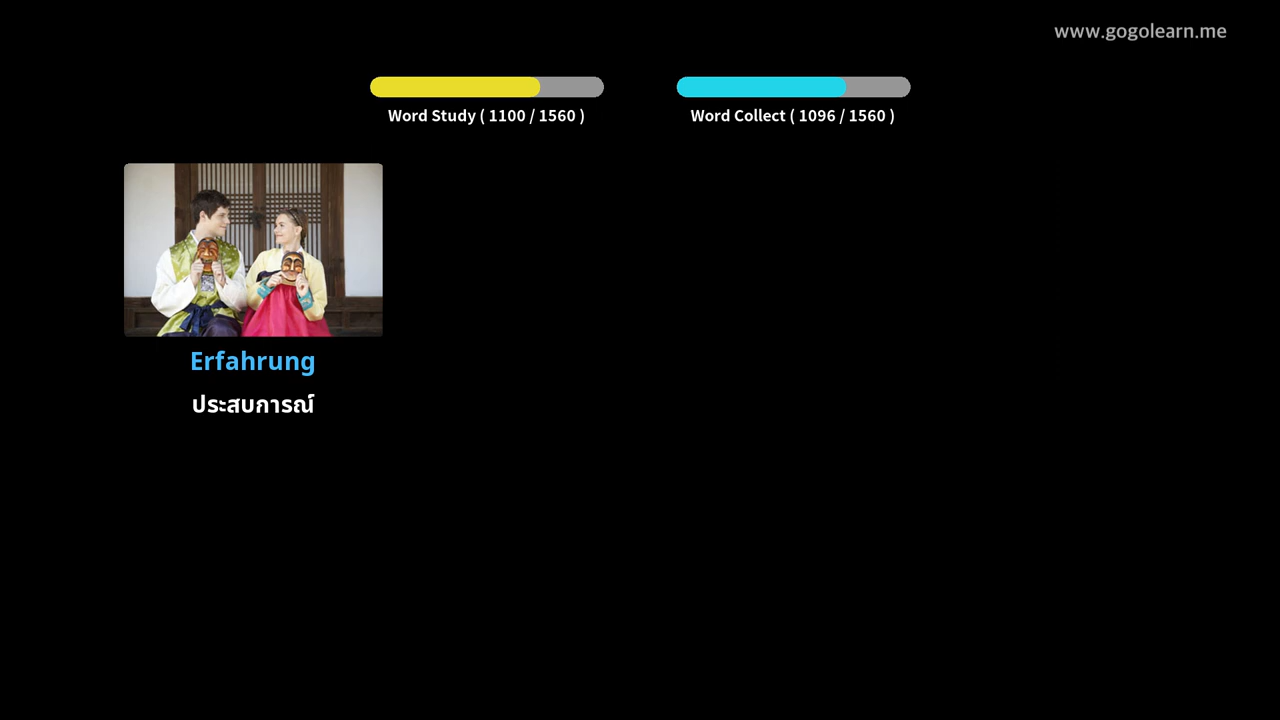 www.gogolearn.me
Word Study ( 1100 / 1560 )
Word Collect ( 1096 / 1560 )
Erfahrung
ประสบการณ์